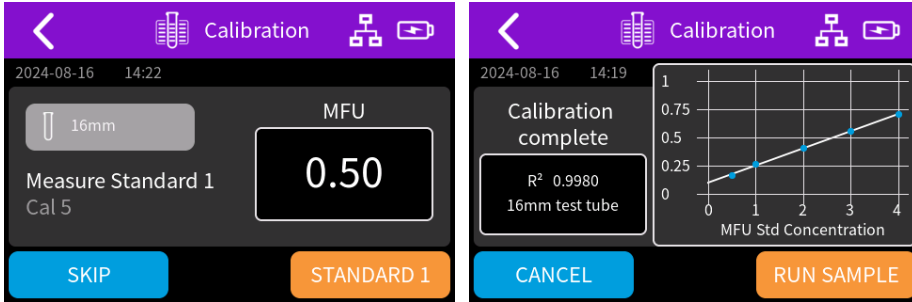 Calibration
2024-08-16 14:22
16mm
MFU
0.50
Measure Standard 1
Cal 5
SKIP
STANDARD 1
Calibration
2024-08-16 14:19
Calibration
complete
R² 0.9980
16mm test tube
1
0.75
0.5
0.25
0
0 1 2 3 4
MFU Std Concentration
CANCEL
RUN SAMPLE